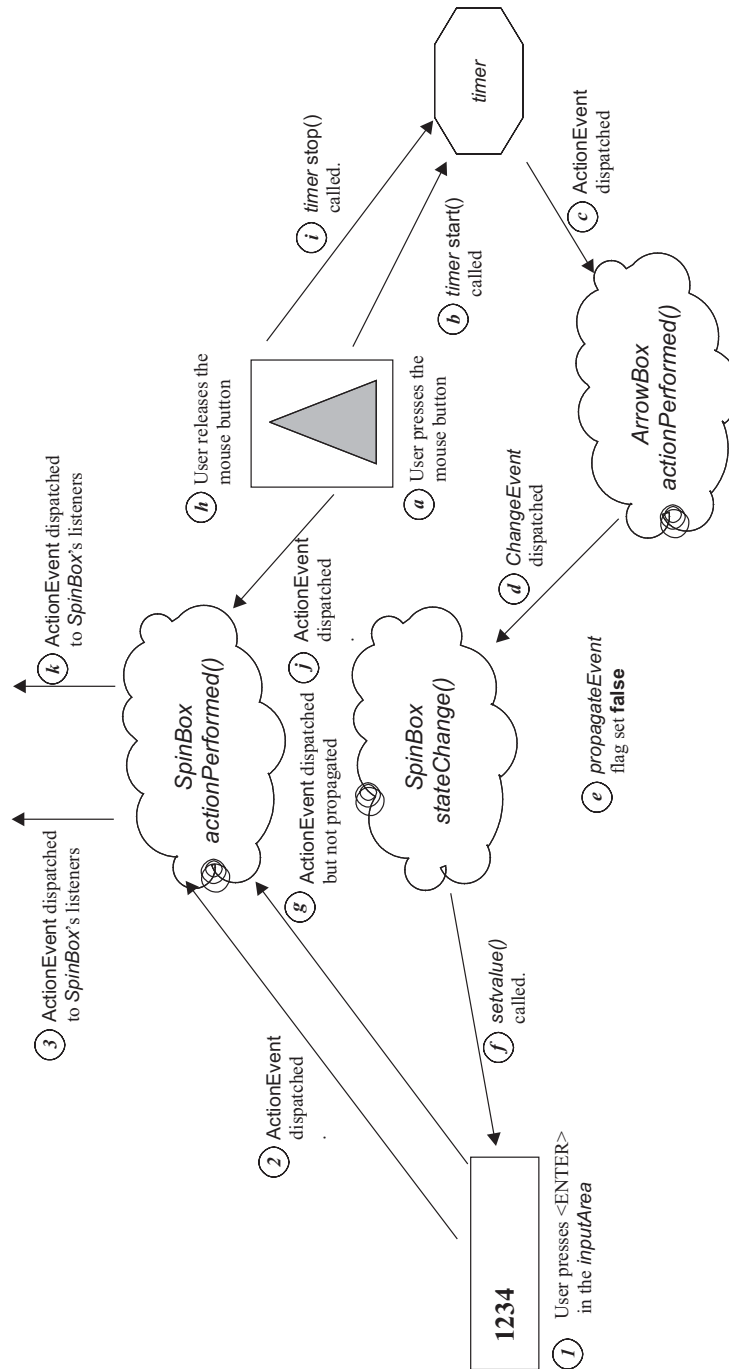 3 ActionEvent dispatched
to SpinBox's listeners
k ActionEvent dispatched
to SpinBox's listeners
2 ActionEvent
dispatched
.
SpinBox
actionPerformed()
h User releases the
mouse button
i timer stop()
called.
g ActionEvent dispatched
but not propagated
j ActionEvent
dispatched
.
a User presses the
mouse button
b timer start()
called
timer
1234
1 User presses <ENTER>
in the inputArea
f setvalue()
called.
SpinBox
stateChange()
e propagateEvent
flag set false
d ChangeEvent
dispatched
ArrowBox
actionPerformed()
c ActionEvent
dispatched